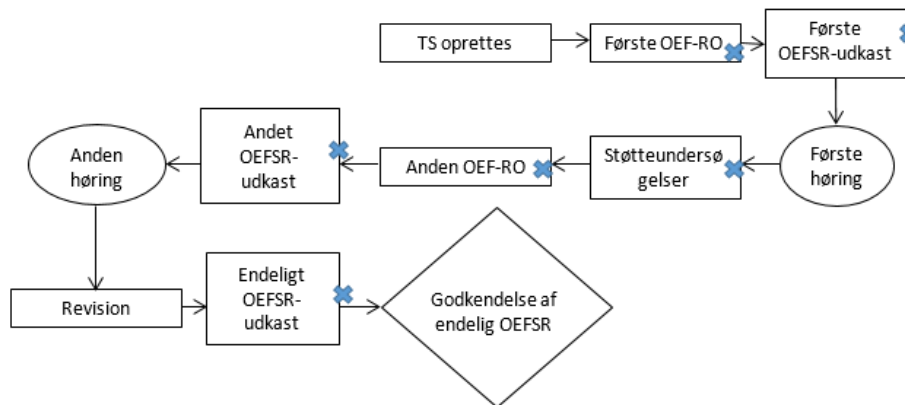 TS oprettes
Første OEF-RO
Første
OEFSR-udkast
Første
høring
Støtteundersø
gelser
Anden OEF-RO
Andet
OEFSR-
udkast
Anden
høring
Revision
Endeligt
OEFSR-
udkast
Godkendelse af
endelig OEFSR